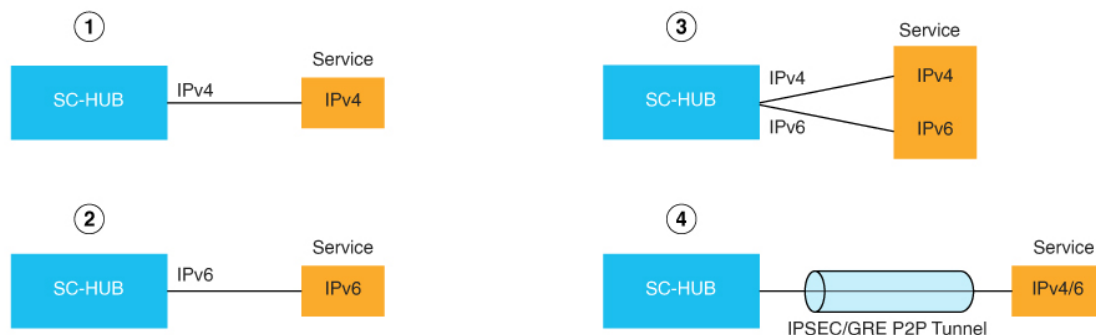 1
Service
SC-HUB
IPv4
IPv4
2
Service
SC-HUB
IPv6
IPv6
3
Service
SC-HUB
IPv4
IPv6
IPv4
IPv6
4
Service
SC-HUB
IPv4/6
IPSEC/GRE P2P Tunnel